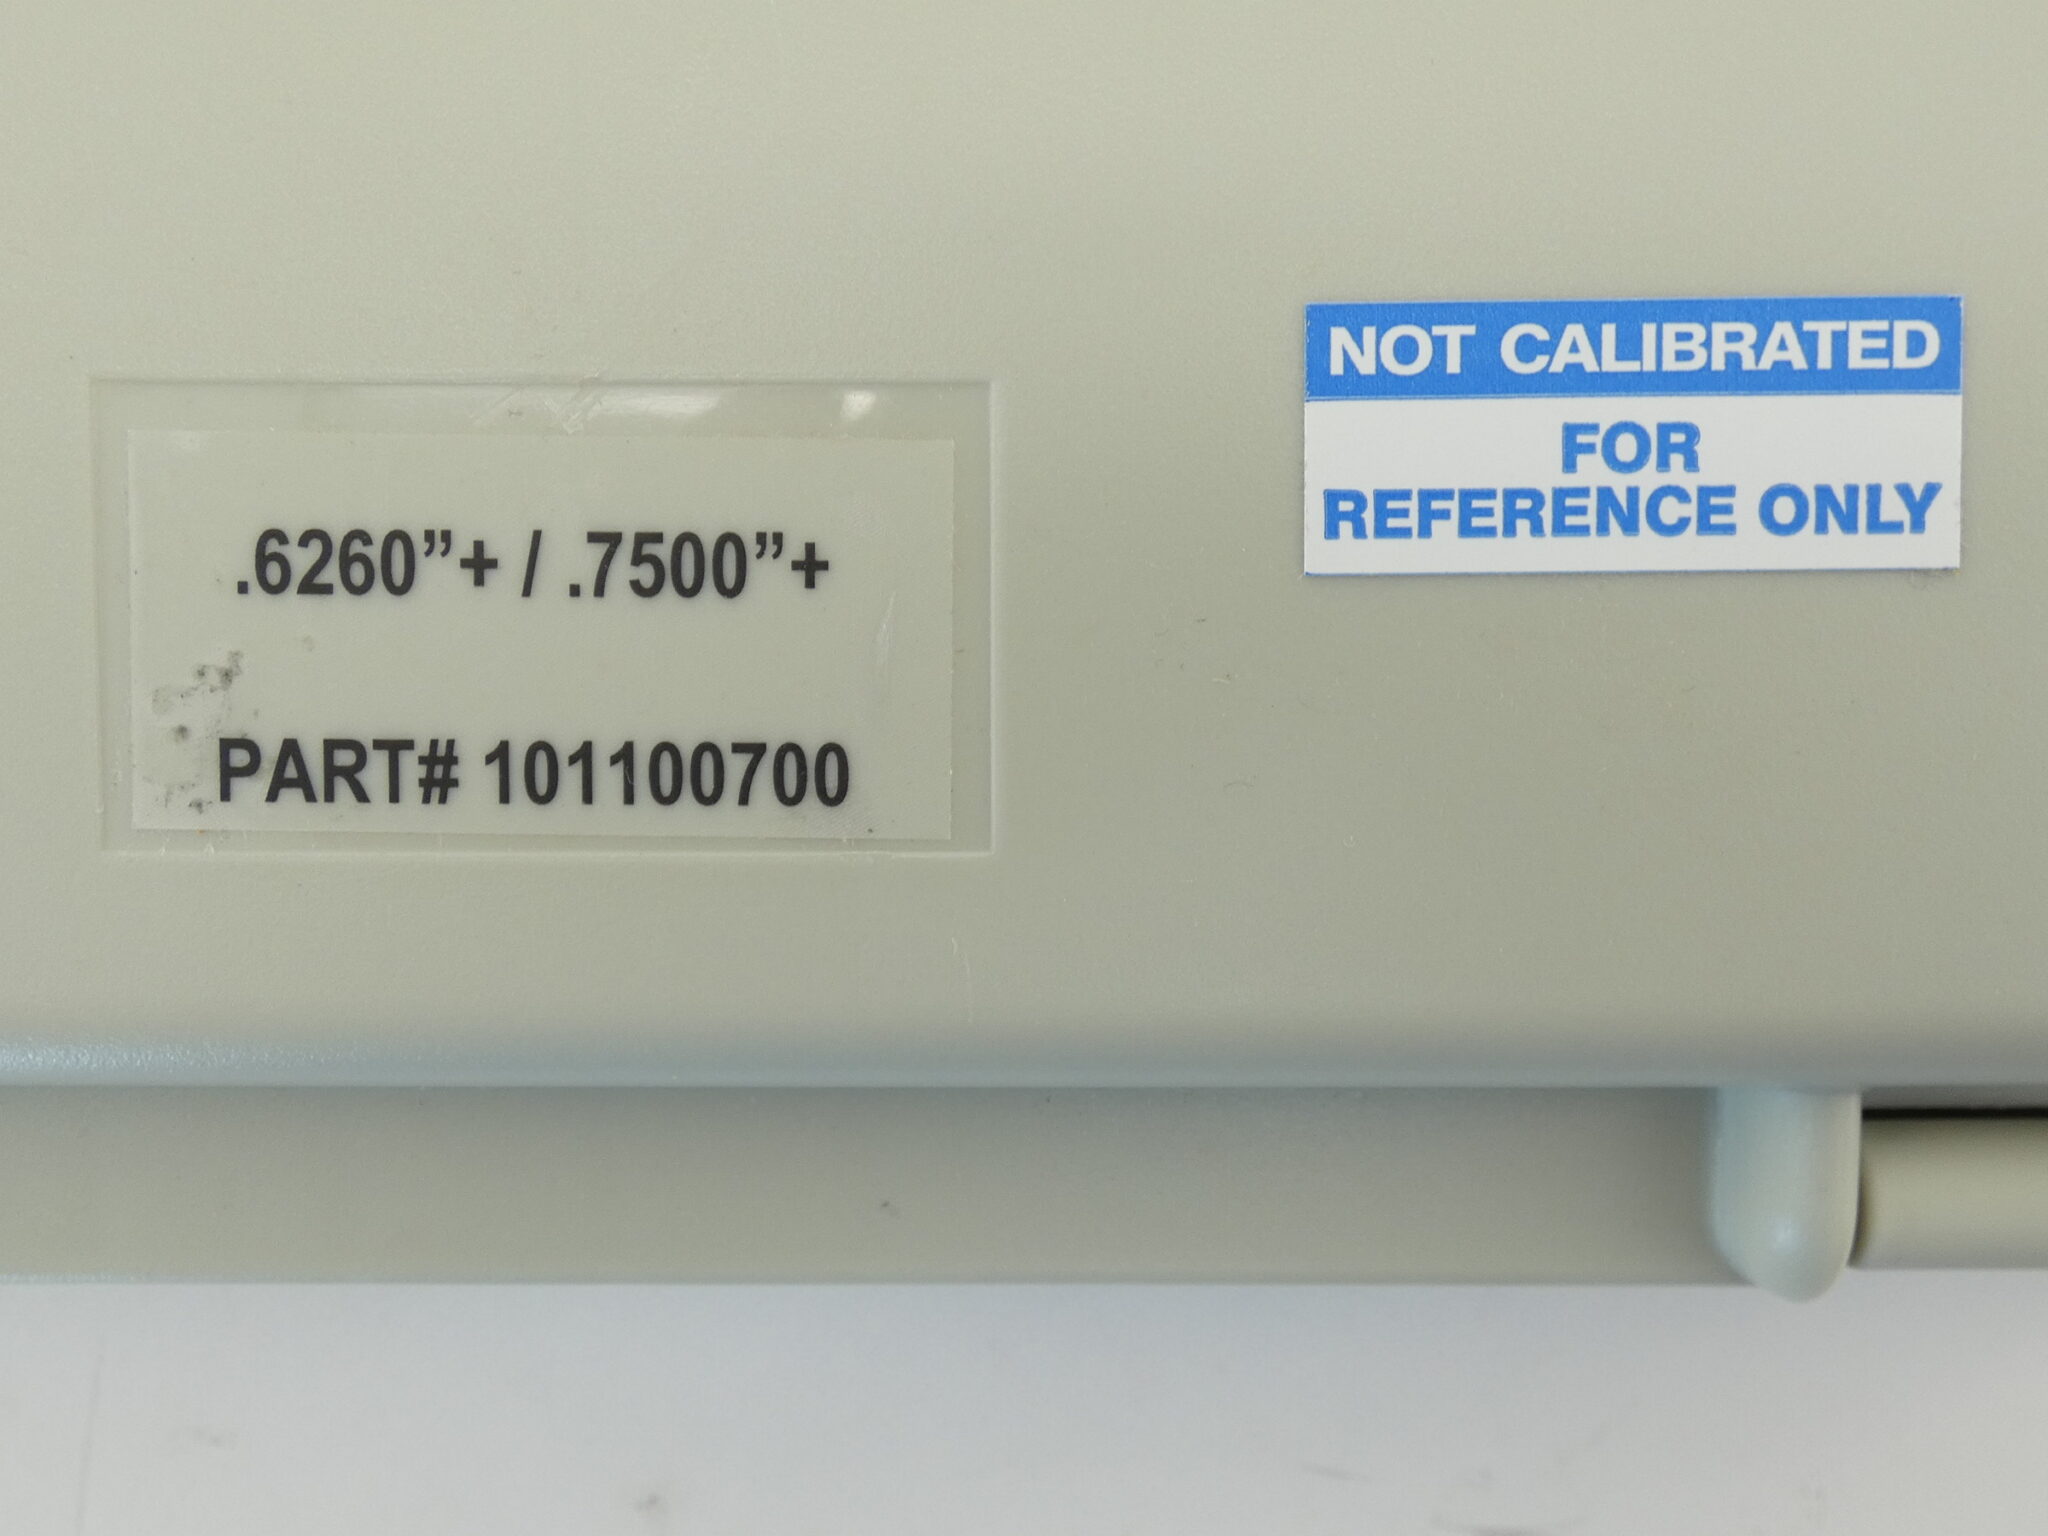 .6260”+ / .7500”+
PART# 101100700
NOT CALIBRATED
FOR
REFERENCE ONLY